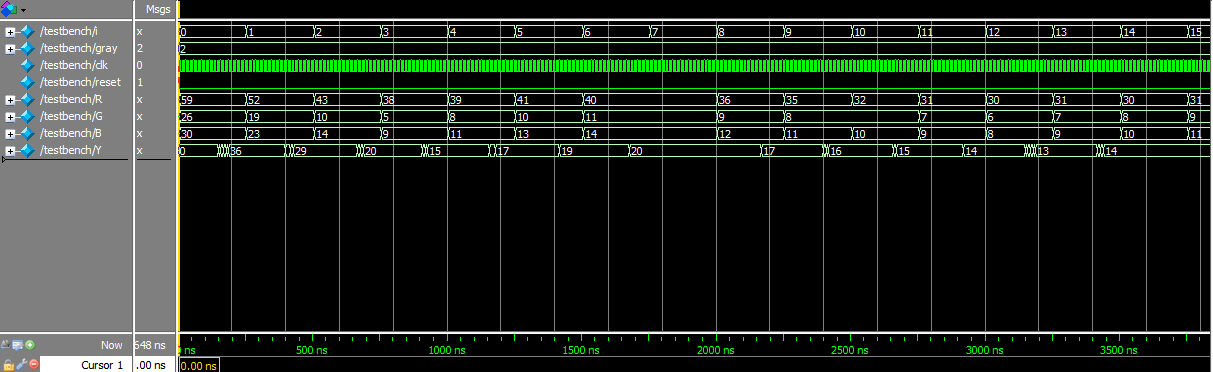 Msgs
/testbench/i x 0 1 2 3 4 5 6 7 8 9 10 11 12 13 14 15
/testbench/gray 2 2
/testbench/clk 0
/testbench/reset 1
/testbench/R x 59 52 43 38 39 41 40 36 35 32 31 30 31 30 31
/testbench/G x 26 19 10 5 8 10 11 9 8 7 6 7 8 9
/testbench/B x 30 23 14 9 11 13 14 12 11 10 9 8 9 10 11
/testbench/Y x 0 36 29 20 15 17 19 20 17 16 15 14 13 14
Now 648 ns ns 500 ns 1000 ns 1500 ns 2000 ns 2500 ns 3000 ns 3500 ns
Cursor 1 .00 ns 0.00 ns